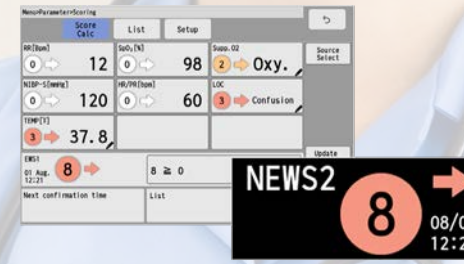 Menu>Parameter>Scoring
Score Calc
List
Setup
RR[Bpm]
0
12
SpO₂[%]
0
98
Supp.O2
2
Oxy.
Source Select
NIBP-S[mmHg]
0
120
HR/PR[bpm]
0
60
LOC
3
Confusion
TEMP[℃]
3
37.8
EWS1
01 Aug.
12:21
8
8 ≧ 0
Update
Next confirmation time
List
NEWS2
8
08/0
12:2